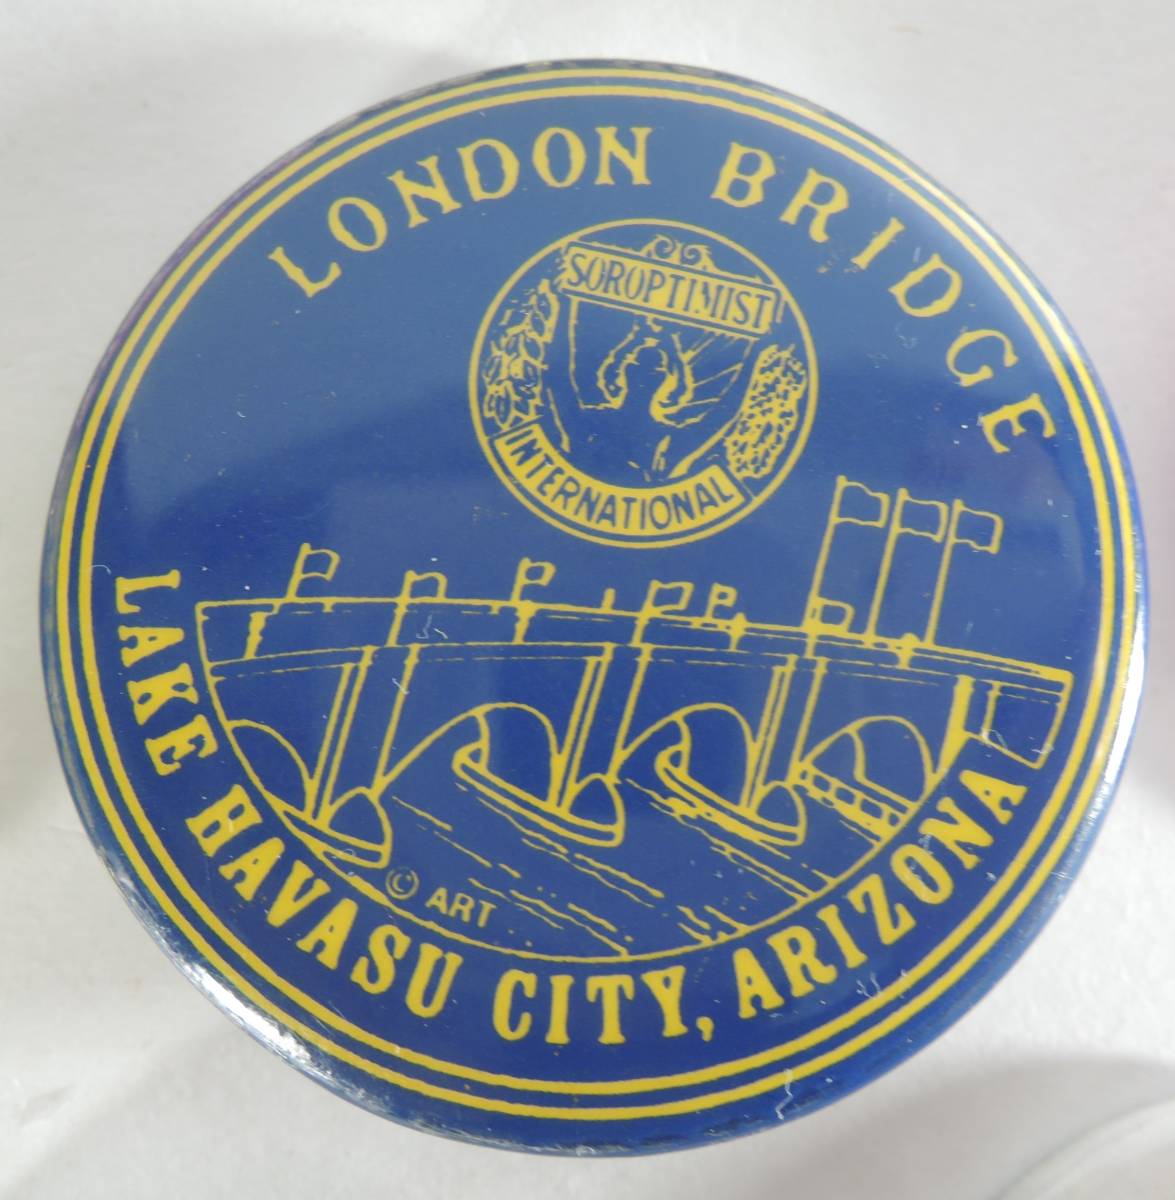 LONDON BRIDGE
SOROPTIMIST
INTERNATIONAL
© ART
LAKE HAVASU CITY, ARIZONA